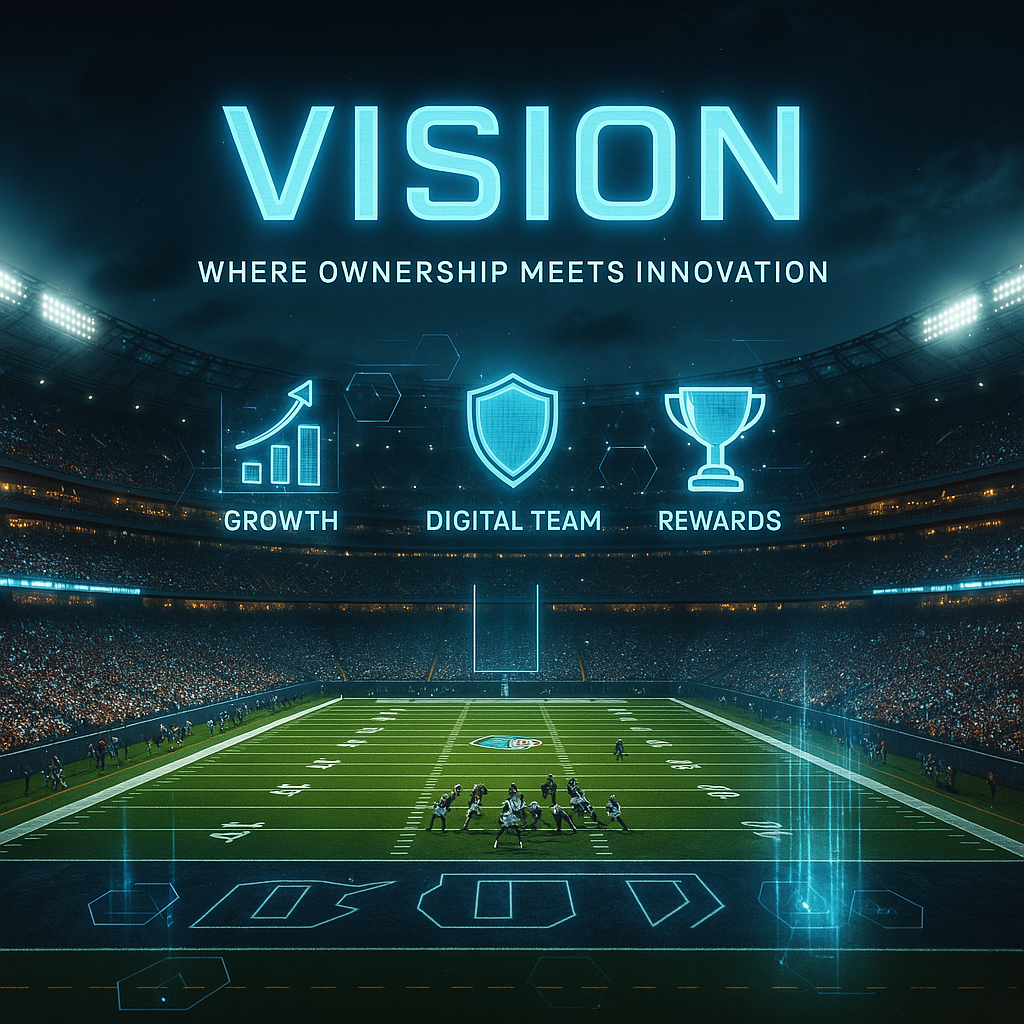 VISION
WHERE OWNERSHIP MEETS INNOVATION
GROWTH DIGITAL TEAM REWARDS